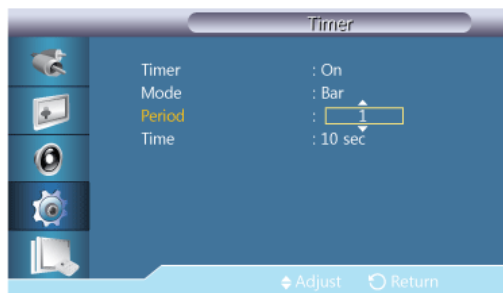 Timer
Timer : On
Mode : Bar
Period : 1
Time : 10 sec
Adjust Return